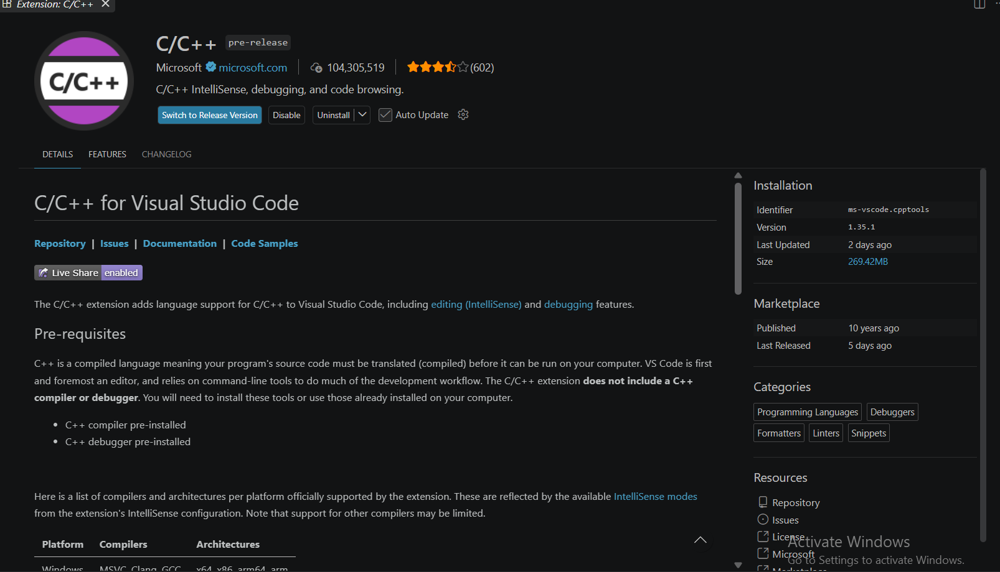 Extension: C/C++
C/C++ pre-release
C/C++
Microsoft microsoft.com 104,305,519 (602)
C/C++ IntelliSense, debugging, and code browsing.
Switch to Release Version Disable Uninstall Auto Update
DETAILS FEATURES CHANGELOG
C/C++ for Visual Studio Code
Repository | Issues | Documentation | Code Samples
Live Share enabled
The C/C++ extension adds language support for C/C++ to Visual Studio Code, including editing (IntelliSense) and debugging features.
Pre-requisites
C++ is a compiled language meaning your program's source code must be translated (compiled) before it can be run on your computer. VS Code is first
and foremost an editor, and relies on command-line tools to do much of the development workflow. The C/C++ extension does not include a C++
compiler or debugger. You will need to install these tools or use those already installed on your computer.
• C++ compiler pre-installed
• C++ debugger pre-installed
Here is a list of compilers and architectures per platform officially supported by the extension. These are reflected by the available IntelliSense modes
from the extension's IntelliSense configuration. Note that support for other compilers may be limited.
Platform Compilers Architectures
Windows MSVC, Clang, GCC x64, x86, arm64, arm
Installation
Identifier ms-vscode.cpptools
Version 1.35.1
Last Updated 2 days ago
Size 269.42MB
Marketplace
Published 10 years ago
Last Released 5 days ago
Categories
Programming Languages Debuggers
Formatters Linters Snippets
Resources
Repository
Issues
License
Microsoft
Marketplace
Activate Windows
Go to Settings to activate Windows.